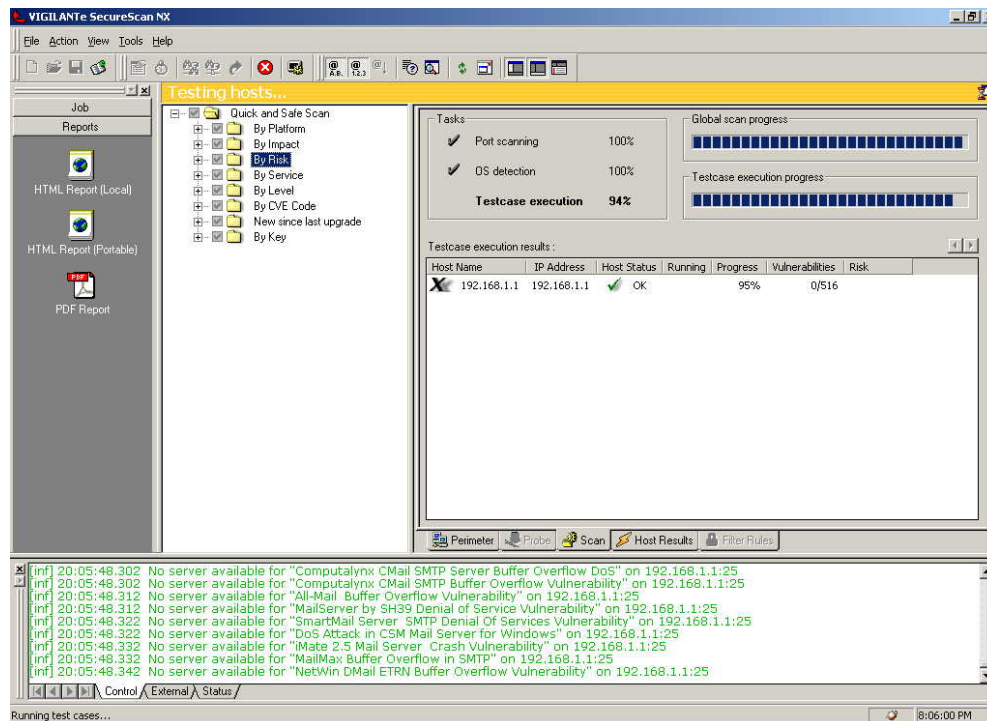 VIGILANTe SecureScan NX
File Action View Tools Help
A.B. 1.2.3
Testing hosts...
Job
Reports
HTML Report (Local)
HTML Report (Portable)
PDF
PDF Report
Quick and Safe Scan
By Platform
By Impact
By Risk
By Service
By Level
By CVE Code
New since last upgrade
By Key
Tasks
Port scanning 100%
OS detection 100%
Testcase execution 94%
Global scan progress
Testcase execution progress
Testcase execution results :
Host Name IP Address Host Status Running Progress Vulnerabilities Risk
192.168.1.1 192.168.1.1 OK 95% 0/516
Perimeter Probe Scan Host Results Filter Rules
[inf] 20:05:48.302 No server available for "Computalynx CMail SMTP Server Buffer Overflow DoS" on 192.168.1.1:25
[inf] 20:05:48.302 No server available for "Computalynx CMail SMTP Buffer Overflow Vulnerability" on 192.168.1.1:25
[inf] 20:05:48.312 No server available for "All-Mail Buffer Overflow Vulnerability" on 192.168.1.1:25
[inf] 20:05:48.312 No server available for "MailServer by SH39 Denial of Service Vulnerability" on 192.168.1.1:25
[inf] 20:05:48.322 No server available for "SmartMail Server SMTP Denial Of Services Vulnerability" on 192.168.1.1:25
[inf] 20:05:48.322 No server available for "DoS Attack in CSM Mail Server for Windows" on 192.168.1.1:25
[inf] 20:05:48.332 No server available for "iMate 2.5 Mail Server Crash Vulnerability" on 192.168.1.1:25
[inf] 20:05:48.332 No server available for "MailMax Buffer Overflow in SMTP" on 192.168.1.1:25
[inf] 20:05:48.342 No server available for "NetWin DMail ETRN Buffer Overflow Vulnerability" on 192.168.1.1:25
Control External Status
Running test cases... 8:06:00 PM